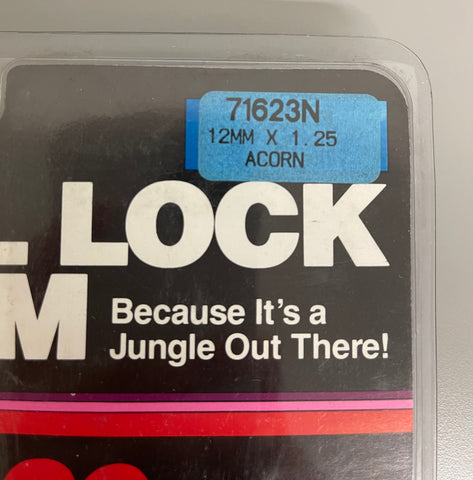 71623N
12MM X 1.25
ACORN
LOCK
M
Because It's a
Jungle Out There!